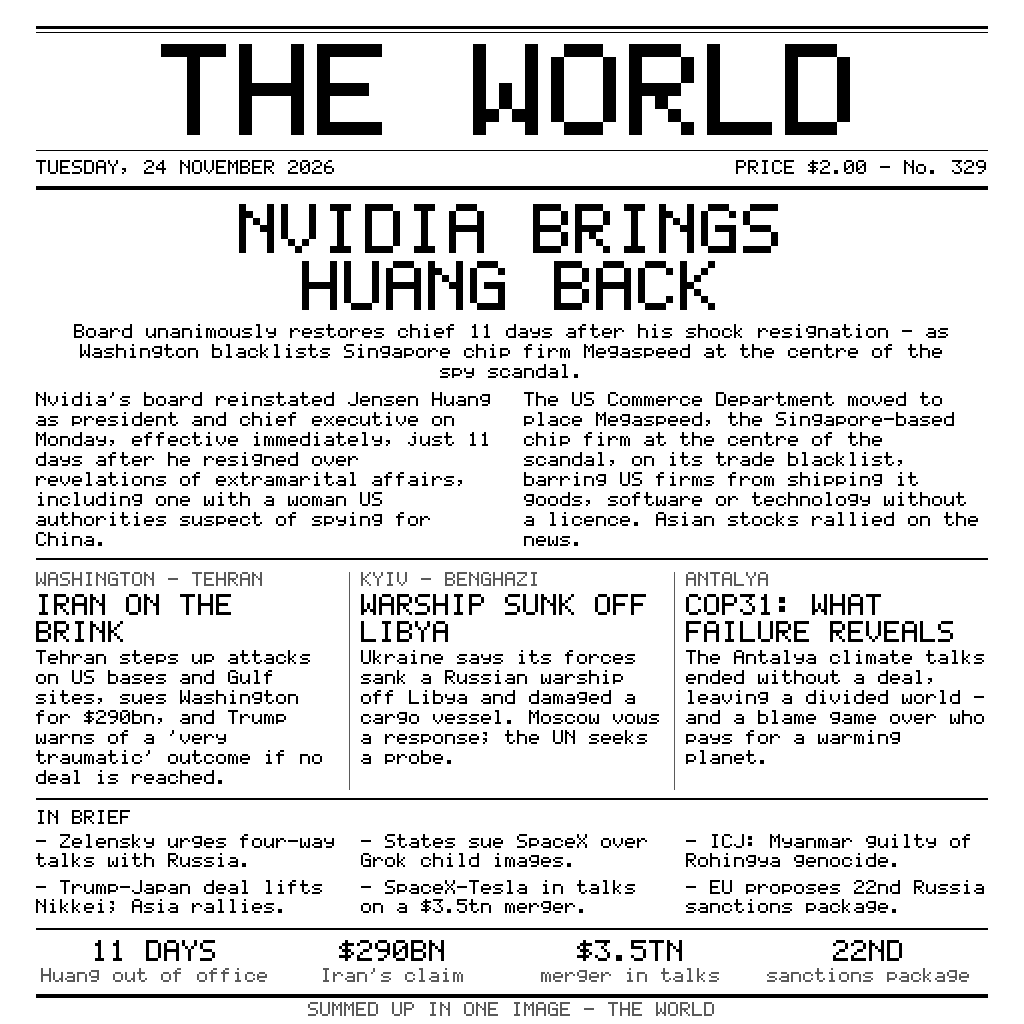 THE WORLD
TUESDAY, 24 NOVEMBER 2026
PRICE $2.00 – No. 329
NVIDIA BRINGS
HUANG BACK
Board unanimously restores chief 11 days after his shock resignation – as
Washington blacklists Singapore chip firm Megaspeed at the centre of the
spy scandal.
Nvidia's board reinstated Jensen Huang
as president and chief executive on
Monday, effective immediately, just 11
days after he resigned over
revelations of extramarital affairs,
including one with a woman US
authorities suspect of spying for
China.
The US Commerce Department moved to
place Megaspeed, the Singapore-based
chip firm at the centre of the
scandal, on its trade blacklist,
barring US firms from shipping it
goods, software or technology without
a licence. Asian stocks rallied on the
news.
WASHINGTON – TEHRAN
IRAN ON THE
BRINK
Tehran steps up attacks
on US bases and Gulf
sites, sues Washington
for $290bn, and Trump
warns of a 'very
traumatic' outcome if no
deal is reached.
KYIV – BENGHAZI
WARSHIP SUNK OFF
LIBYA
Ukraine says its forces
sank a Russian warship
off Libya and damaged a
cargo vessel. Moscow vows
a response; the UN seeks
a probe.
ANTALYA
COP31: WHAT
FAILURE REVEALS
The Antalya climate talks
ended without a deal,
leaving a divided world –
and a blame game over who
pays for a warming
planet.
IN BRIEF
– Zelensky urges four-way
talks with Russia.
– Trump-Japan deal lifts
Nikkei; Asia rallies.
– States sue SpaceX over
Grok child images.
– SpaceX-Tesla in talks
on a $3.5tn merger.
– ICJ: Myanmar guilty of
Rohingya genocide.
– EU proposes 22nd Russia
sanctions package.
11 DAYS
Huang out of office
$290BN
Iran's claim
$3.5TN
merger in talks
22ND
sanctions package
SUMMED UP IN ONE IMAGE – THE WORLD